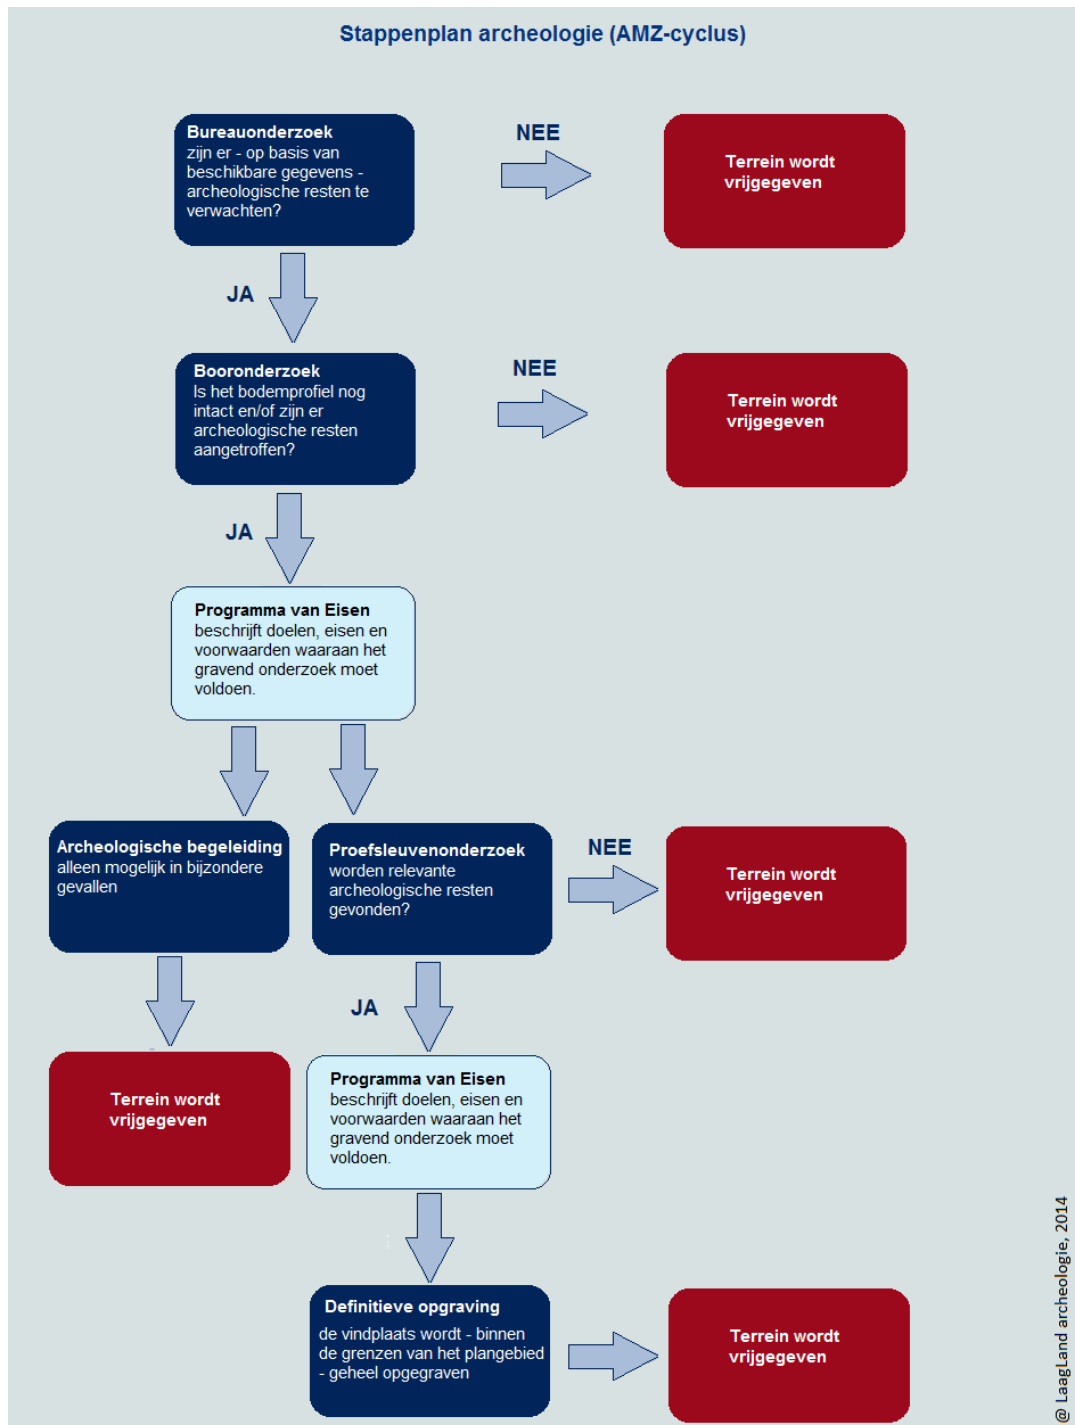 Stappenplan archeologie (AMZ-cyclus)
Bureauonderzoek
zijn er - op basis van
beschikbare gegevens -
archeologische resten te
verwachten?
NEE
Terrein wordt
vrijgegeven
JA
Booronderzoek
Is het bodemprofiel nog
intact en/of zijn er
archeologische resten
aangetroffen?
NEE
Terrein wordt
vrijgegeven
JA
Programma van Eisen
beschrijft doelen, eisen en
voorwaarden waaraan het
gravend onderzoek moet
voldoen.
Archeologische begeleiding
alleen mogelijk in bijzondere
gevallen
Proefsleuvenonderzoek
worden relevante
archeologische resten
gevonden?
NEE
Terrein wordt
vrijgegeven
JA
Terrein wordt
vrijgegeven
Programma van Eisen
beschrijft doelen, eisen en
voorwaarden waaraan het
gravend onderzoek moet
voldoen.
Definitieve opgraving
de vindplaats wordt - binnen
de grenzen van het plangebied
- geheel opgegraven
Terrein wordt
vrijgegeven
@ LaagLand archeologie, 2014